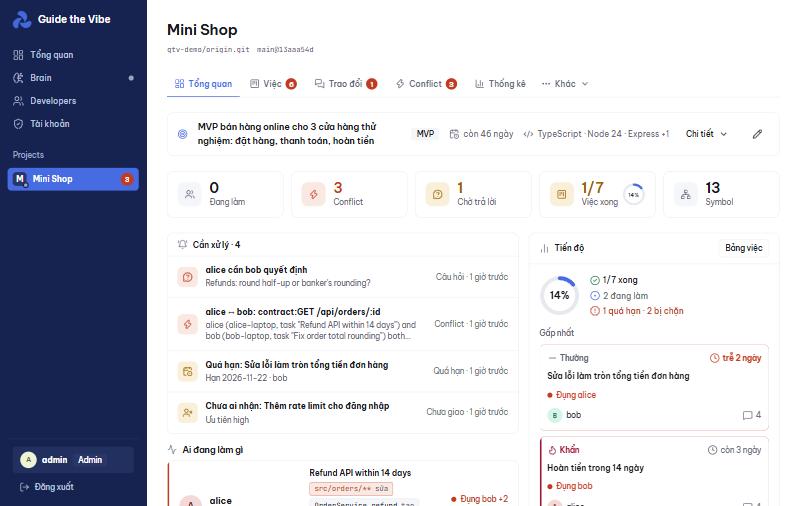 Guide the Vibe
Tổng quan
Brain
Developers
Tài khoản
Projects
M Mini Shop 3
A admin Admin
Đăng xuất
Mini Shop
gtv-demo/origin.git main@13aaa54d
Tổng quan Việc 6 Trao đổi 1 Conflict 3 Thống kê Khác
MVP bán hàng online cho 3 cửa hàng thử
nghiệm: đặt hàng, thanh toán, hoàn tiền
MVP còn 46 ngày TypeScript · Node 24 · Express +1 Chi tiết
0
Đang làm
3
Conflict
1
Chờ trả lời
1/7
Việc xong
14%
13
Symbol
Cần xử lý · 4
alice cần bob quyết định
Refunds: round half-up or banker's rounding?
Câu hỏi · 1 giờ trước
alice ↔ bob: contract:GET /api/orders/:id
alice (alice-laptop, task "Refund API within 14 days") and
bob (bob-laptop, task "Fix order total rounding") both...
Conflict · 1 giờ trước
Quá hạn: Sửa lỗi làm tròn tổng tiền đơn hàng
Hạn 2026-11-22 · bob
Quá hạn · 1 giờ trước
Chưa ai nhận: Thêm rate limit cho đăng nhập
Ưu tiên high
Chưa giao · 1 giờ trước
Ai đang làm gì
A alice
Refund API within 14 days
src/orders/** sửa
OrderService.refund
Đụng bob +2
Tiến độ
Bảng việc
14%
1/7 xong
2 đang làm
1 quá hạn · 2 bị chặn
Gấp nhất
Thường trễ 2 ngày
Sửa lỗi làm tròn tổng tiền đơn hàng
Đụng alice
B bob 4
Khẩn còn 3 ngày
Hoàn tiền trong 14 ngày
Đụng bob
alice 4